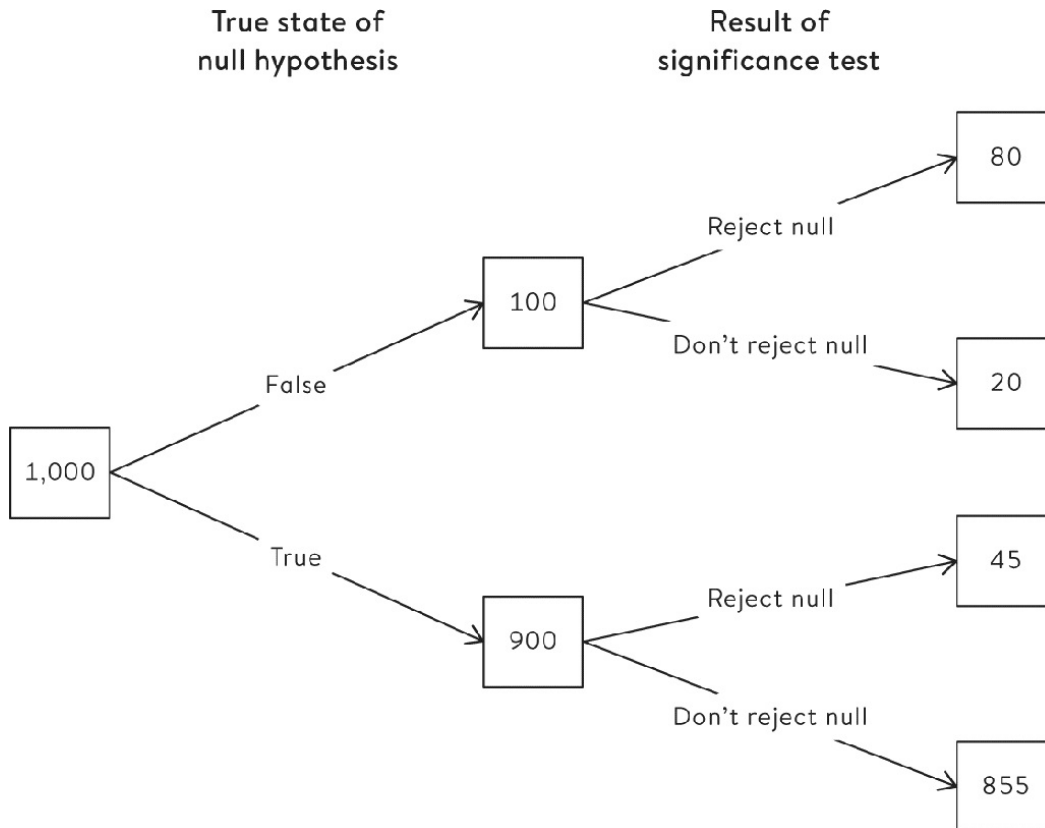 True state of
null hypothesis
Result of
significance test
80
Reject null
100
Don't reject null
20
False
1,000
True
45
Reject null
900
Don't reject null
855